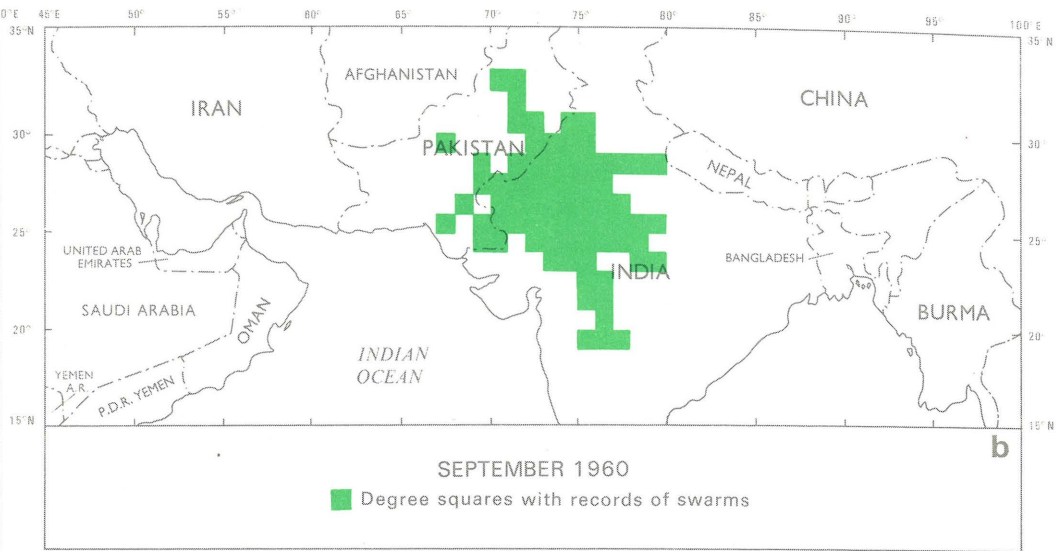 0°E 45° 50° 55° 60° 65° 70° 75° 80° 85° 90° 95° 100°E
35°N 35°N
AFGHANISTAN
IRAN
CHINA
30° 30°
PAKISTAN
NEPAL
25° 25°
UNITED ARAB
EMIRATES
BANGLADESH
INDIA
SAUDI ARABIA
OMAN
BURMA
20° 20°
INDIAN
OCEAN
YEMEN
A.R.
P.D.R. YEMEN
15°N 15°N
b
SEPTEMBER 1960
Degree squares with records of swarms